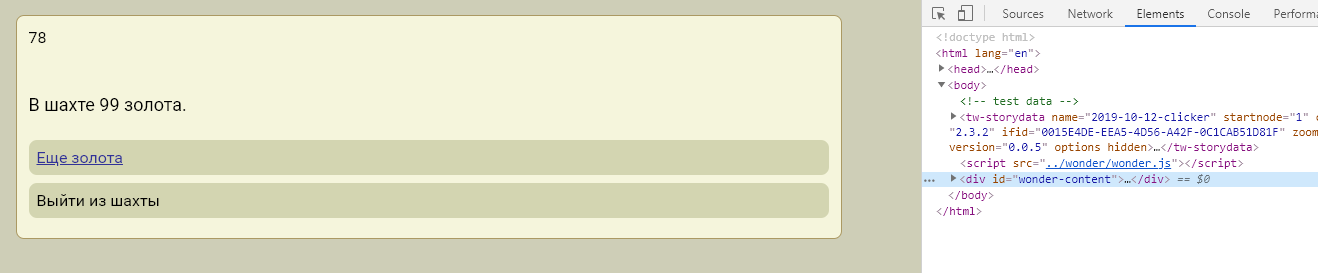 78
В шахте 99 золота.
Еще золота
Выйти из шахты
Sources Network Elements Console Performa
<!doctype html>
<html lang="en">
<head>…</head>
<body>
<!-- test data -->
<tw-storydata name="2019-10-12-clicker" startnode="1" c
"2.3.2" ifid="0015E4DE-EEA5-4D56-A42F-0C1CAB51D81F" zoom
version="0.0.5" options hidden>…</tw-storydata>
<script src="../wonder/wonder.js"></script>
<div id="wonder-content">…</div> == $0
</body>
</html>